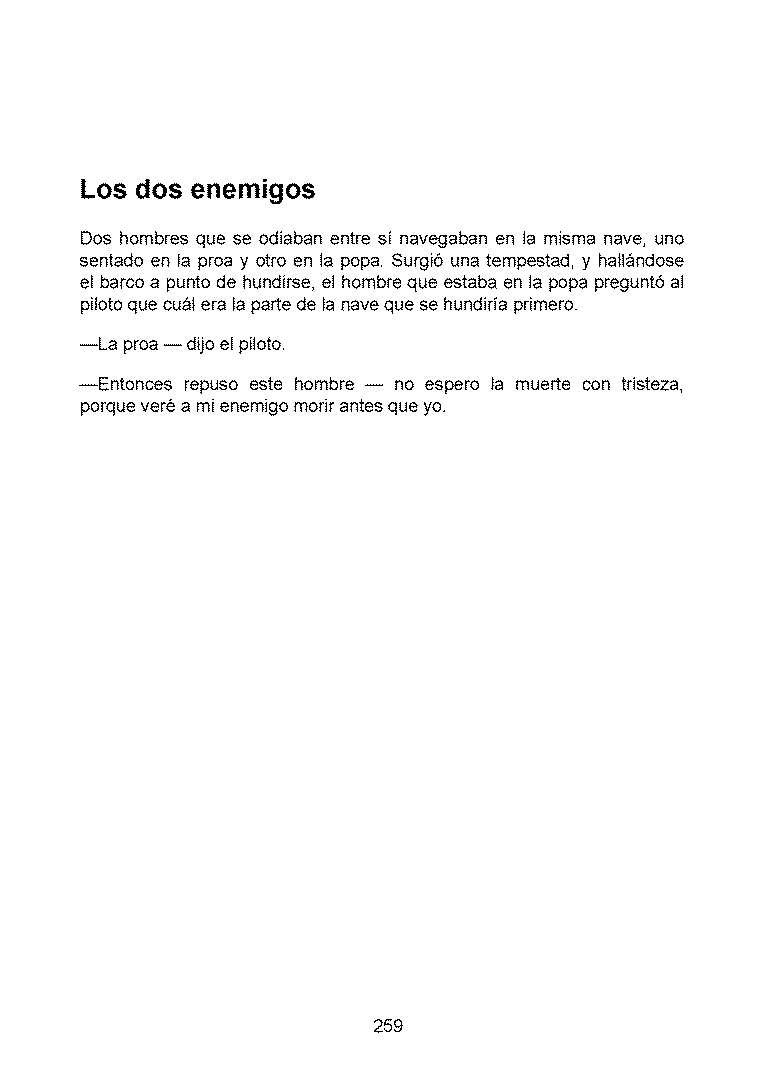 Los dos enemigos
Dos hombres que se odiaban entre sí navegaban en la misma nave, uno
sentado en la proa y otro en la popa. Surgió una tempestad, y hallándose
el barco a punto de hundirse, el hombre que estaba en la popa preguntó al
piloto que cuál era la parte de la nave que se hundiría primero.
—La proa — dijo el piloto.
—Entonces repuso este hombre — no espero la muerte con tristeza,
porque veré a mi enemigo morir antes que yo.
259